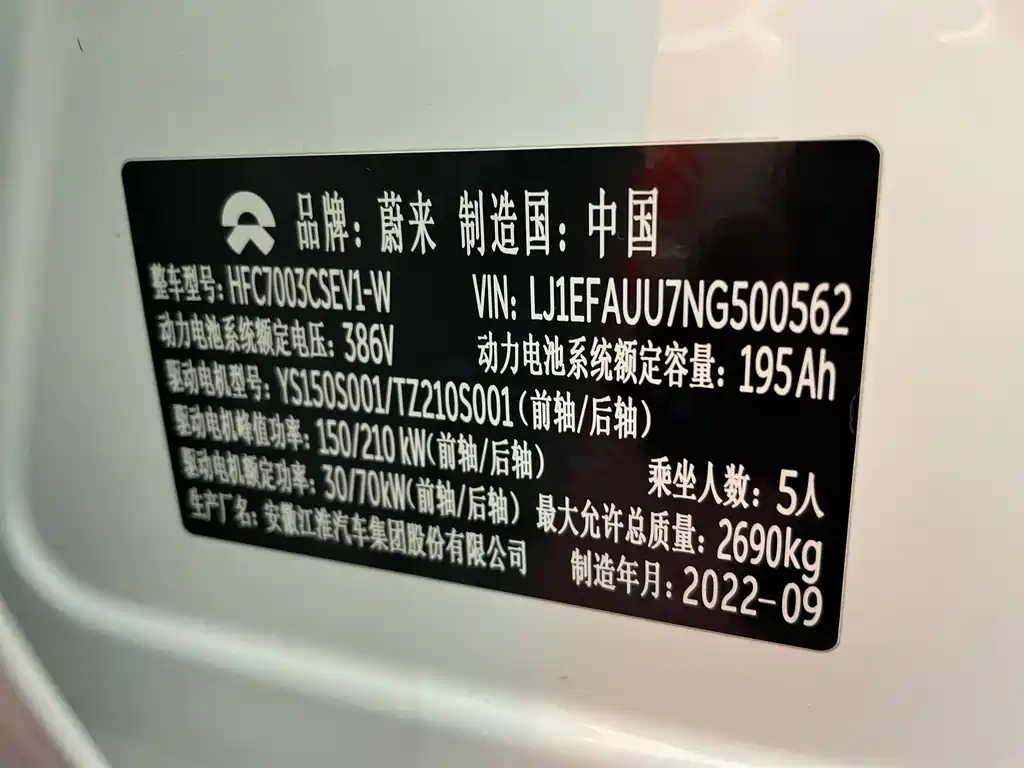 品牌：蔚来 制造国：中国
整车型号：HFC7003CSEV1-W VIN: LJ1EFAUU7NG500562
动力电池系统额定电压：386V 动力电池系统额定容量：195Ah
驱动电机型号：YS150S001/TZ210S001(前轴/后轴)
驱动电机峰值功率：150/210 kW(前轴/后轴) 乘坐人数：5人
驱动电机额定功率：30/70kW(前轴/后轴) 最大允许总质量：2690kg
生产厂名：安徽江淮汽车集团股份有限公司 制造年月：2022-09